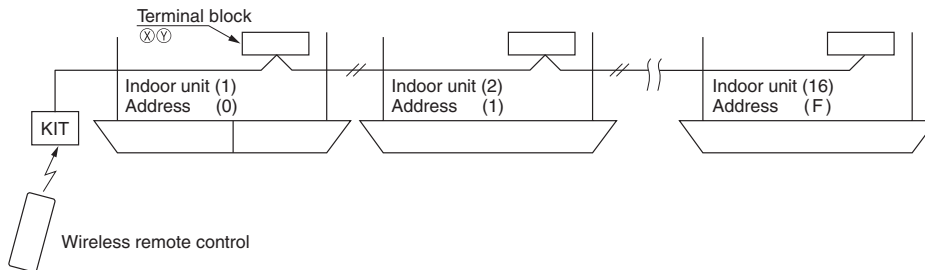 Terminal block
ⓍⓎ
Indoor unit (1)
Address (0)
Indoor unit (2)
Address (1)
Indoor unit (16)
Address (F)
KIT
Wireless remote control